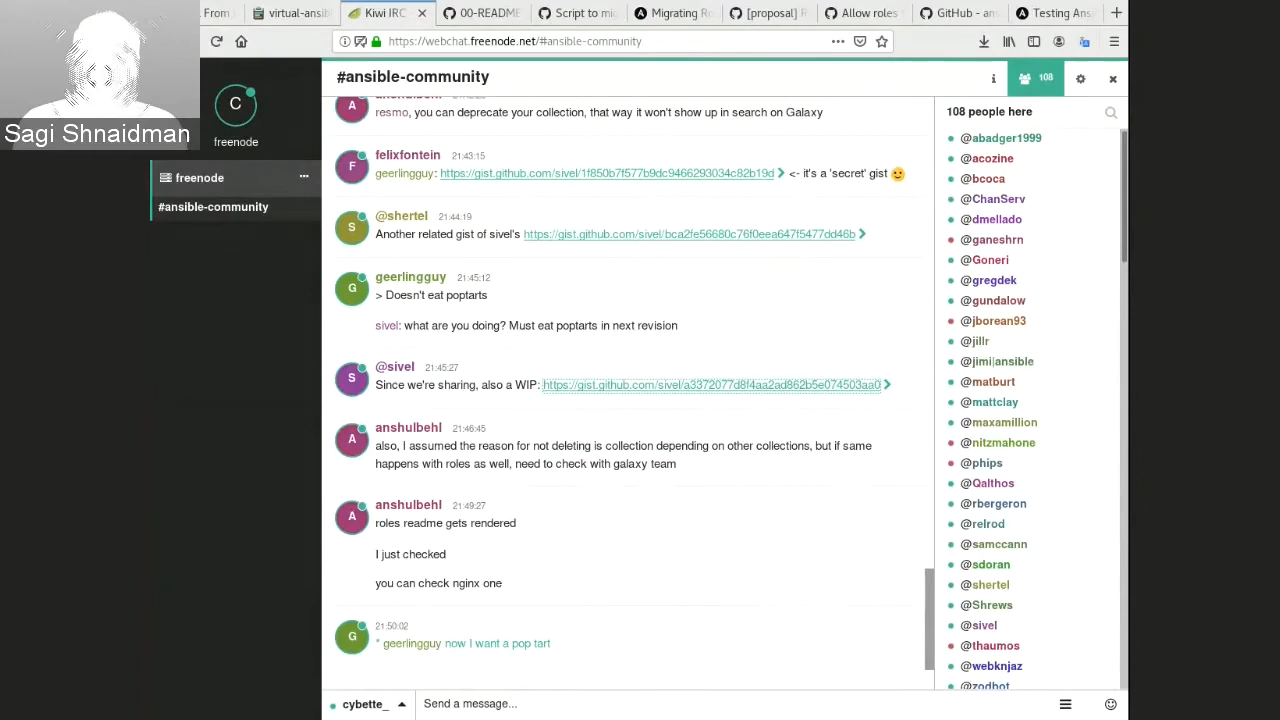 From I
virtual-ansib
Kiwi IRC
00-README
Script to mig
Migrating Ro
[proposal] R
Allow roles
GitHub - ans
Testing Ans
https://webchat.freenode.net/#ansible-community
Sagi Shnaidman
C
freenode
freenode
#ansible-community
#ansible-community
108
A
resmo, you can deprecate your collection, that way it won't show up in search on Galaxy
F
felixfontein 21:43:15
geerlingguy: https://gist.github.com/sivel/1f850b7f577b9dc9466293034c82b19d <- it's a 'secret' gist
S
@shertel 21:44:19
Another related gist of sivel's https://gist.github.com/sivel/bca2fe56680c76f0eea647f5477dd46b
G
geerlingguy 21:45:12
> Doesn't eat poptarts
sivel: what are you doing? Must eat poptarts in next revision
S
@sivel 21:45:27
Since we're sharing, also a WIP: https://gist.github.com/sivel/a3372077d8f4aa2ad862b5e074503aa0
A
anshulbehl 21:46:45
also, I assumed the reason for not deleting is collection depending on other collections, but if same
happens with roles as well, need to check with galaxy team
A
anshulbehl 21:49:27
roles readme gets rendered
I just checked
you can check nginx one
G
21:50:02
* geerlingguy now I want a pop tart
cybette_
Send a message...
108 people here
@abadger1999
@acozine
@bcoca
@ChanServ
@dmellado
@ganeshrn
@Goneri
@gregdek
@gundalow
@jborean93
@jillr
@jimi|ansible
@matburt
@mattclay
@maxamillion
@nitzmahone
@phips
@Qalthos
@rbergeron
@relrod
@samccann
@sdoran
@shertel
@Shrews
@sivel
@thaumos
@webknjaz
@zodbot